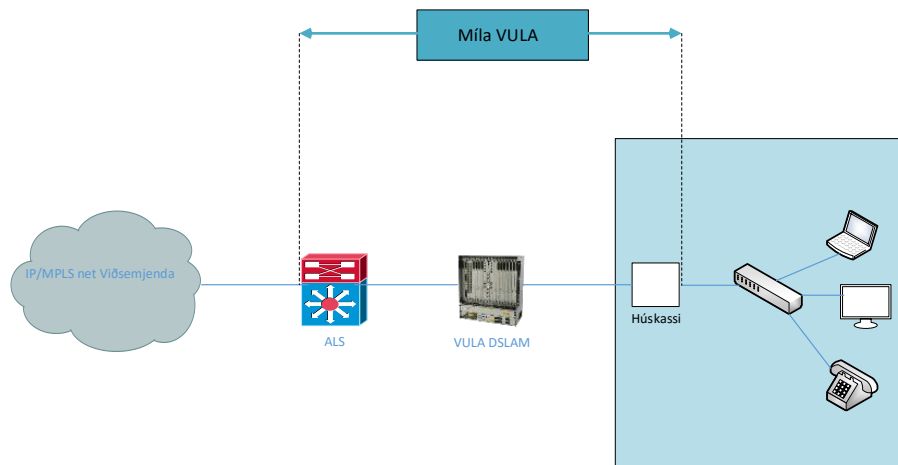 Míla VULA
IP/MPLS net Viðsemjenda
ALS
VULA DSLAM
Húskassi